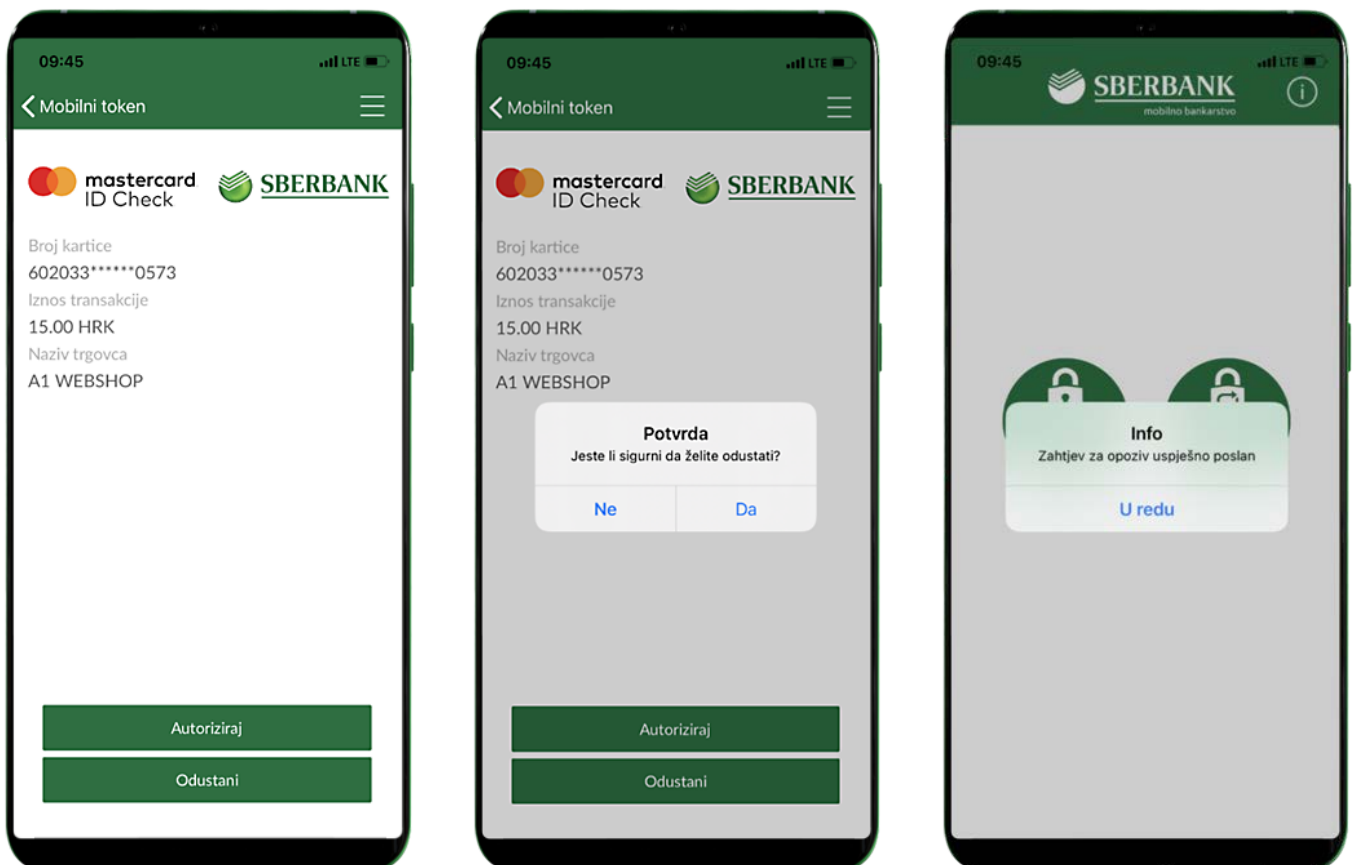 09:45
LTE
Mobilni token
mastercard
ID Check
SBERBANK
Broj kartice
602033******0573
Iznos transakcije
15.00 HRK
Naziv trgovca
A1 WEBSHOP
Autoriziraj
Odustani
09:45
LTE
Mobilni token
mastercard
ID Check
SBERBANK
Broj kartice
602033******0573
Iznos transakcije
15.00 HRK
Naziv trgovca
A1 WEBSHOP
Potvrda
Jeste li sigurni da želite odustati?
Ne
Da
Autoriziraj
Odustani
09:45
LTE
SBERBANK
mobilno bankarstvo
i
Info
Zahtjev za opoziv uspješno poslan
U redu